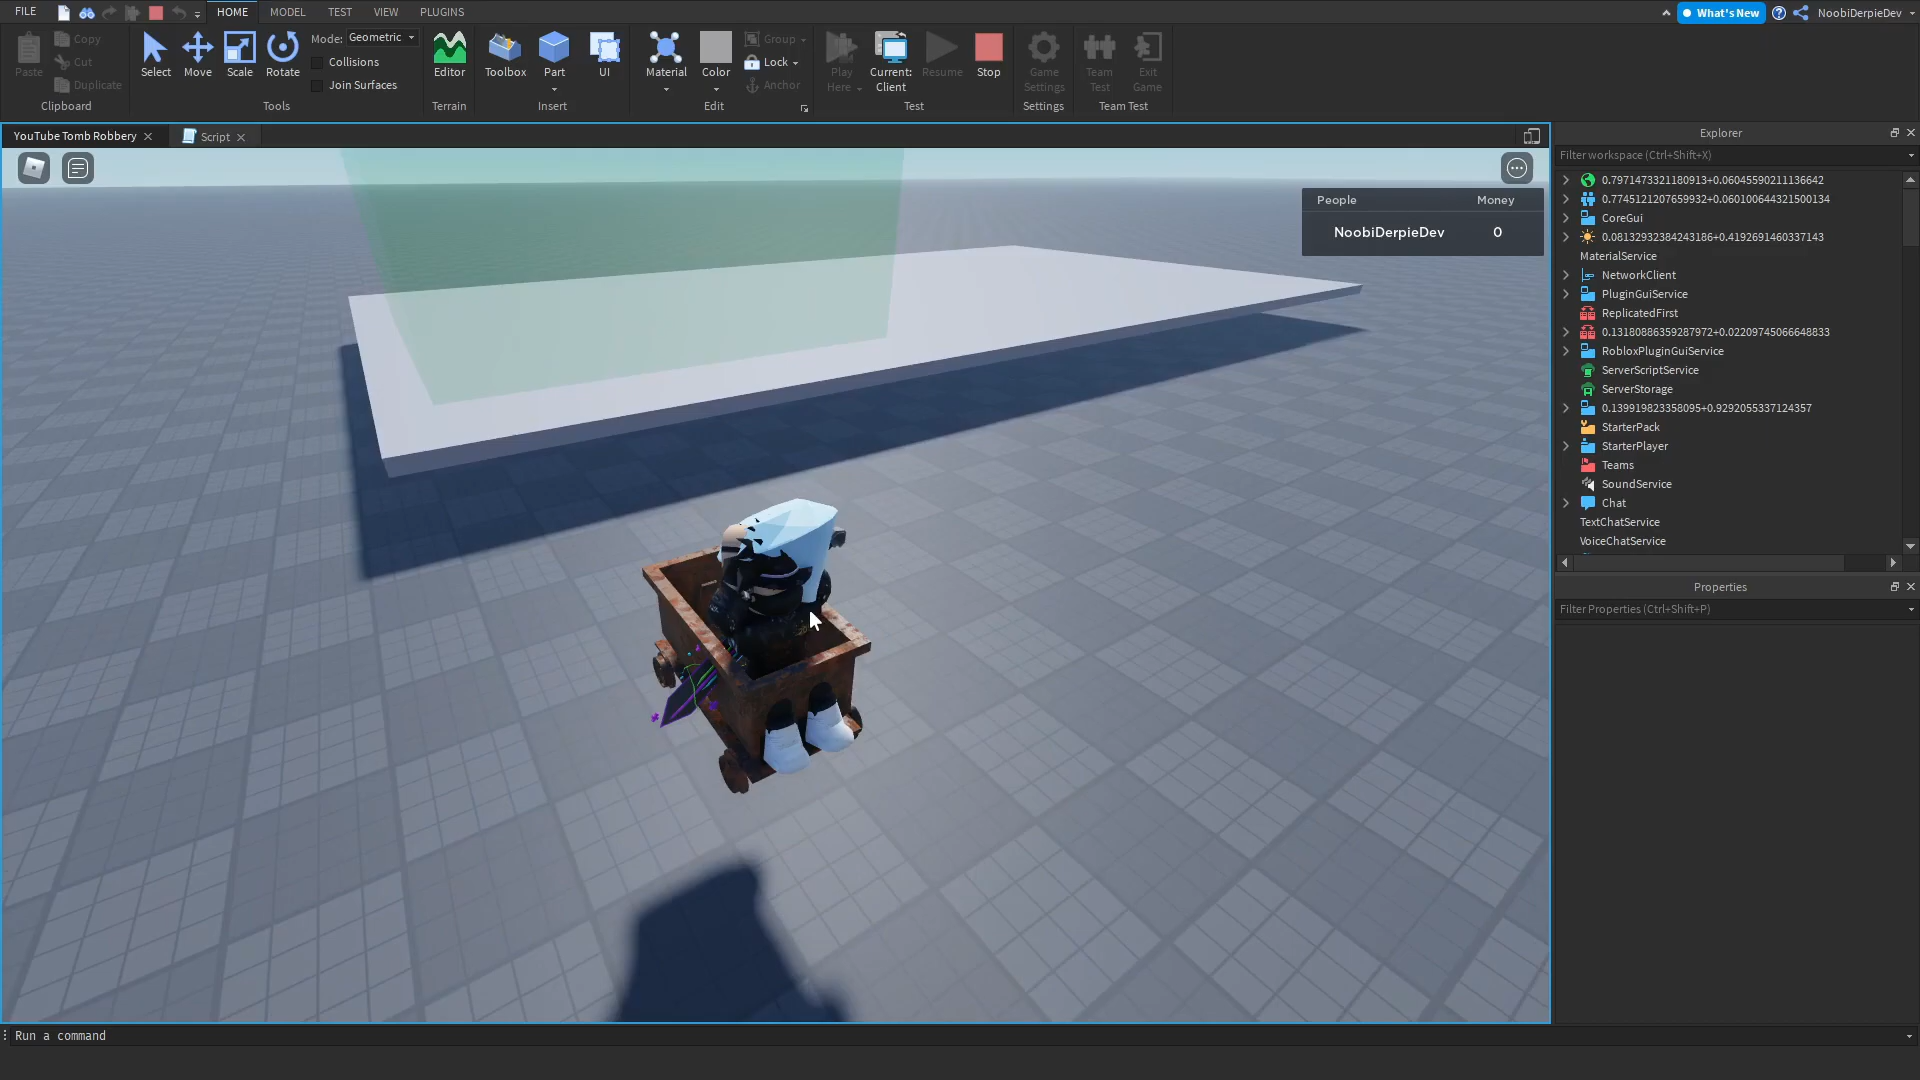 FILE
HOME
MODEL
TEST
VIEW
PLUGINS
What's New
NoobiDerpieDev
Paste
Copy
Cut
Duplicate
Clipboard
Select
Move
Scale
Rotate
Mode: Geometric
Collisions
Join Surfaces
Tools
Editor
Terrain
Toolbox
Part
UI
Insert
Material
Color
Group
Lock
Anchor
Edit
Play
Here
Current:
Client
Resume
Stop
Test
Game
Settings
Settings
Team
Test
Exit
Game
Team Test
YouTube Tomb Robbery
Script
People Money
NoobiDerpieDev 0
Explorer
Filter workspace (Ctrl+Shift+X)
0.7971473321180913+0.06045590211136642
0.7745121207659932+0.060100644321500134
CoreGui
0.08132932384243186+0.4192691460337143
MaterialService
NetworkClient
PluginGuiService
ReplicatedFirst
0.13180886359287972+0.02209745066648833
RobloxPluginGuiService
ServerScriptService
ServerStorage
0.139919823358095+0.9292055337124357
StarterPack
StarterPlayer
Teams
SoundService
Chat
TextChatService
VoiceChatService
Properties
Filter Properties (Ctrl+Shift+P)
Run a command